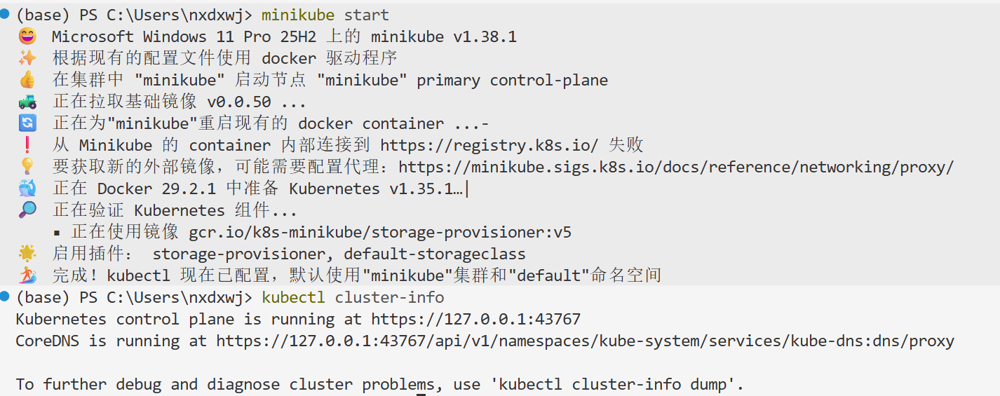 (base) PS C:\Users\nxdxwj> minikube start
😄 Microsoft Windows 11 Pro 25H2 上的 minikube v1.38.1
✨ 根据现有的配置文件使用 docker 驱动程序
👍 在集群中 "minikube" 启动节点 "minikube" primary control-plane
🚜 正在拉取基础镜像 v0.0.50 ...
🔄 正在为"minikube"重启现有的 docker container ...-
❗ 从 Minikube 的 container 内部连接到 https://registry.k8s.io/ 失败
💡 要获取新的外部镜像，可能需要配置代理：https://minikube.sigs.k8s.io/docs/reference/networking/proxy/
🐳 正在 Docker 29.2.1 中准备 Kubernetes v1.35.1…|
🔎 正在验证 Kubernetes 组件...
▪ 正在使用镜像 gcr.io/k8s-minikube/storage-provisioner:v5
🌟 启用插件： storage-provisioner, default-storageclass
🏄 完成！kubectl 现在已配置，默认使用"minikube"集群和"default"命名空间
(base) PS C:\Users\nxdxwj> kubectl cluster-info
Kubernetes control plane is running at https://127.0.0.1:43767
CoreDNS is running at https://127.0.0.1:43767/api/v1/namespaces/kube-system/services/kube-dns:dns/proxy
To further debug and diagnose cluster problems, use 'kubectl cluster-info dump'.